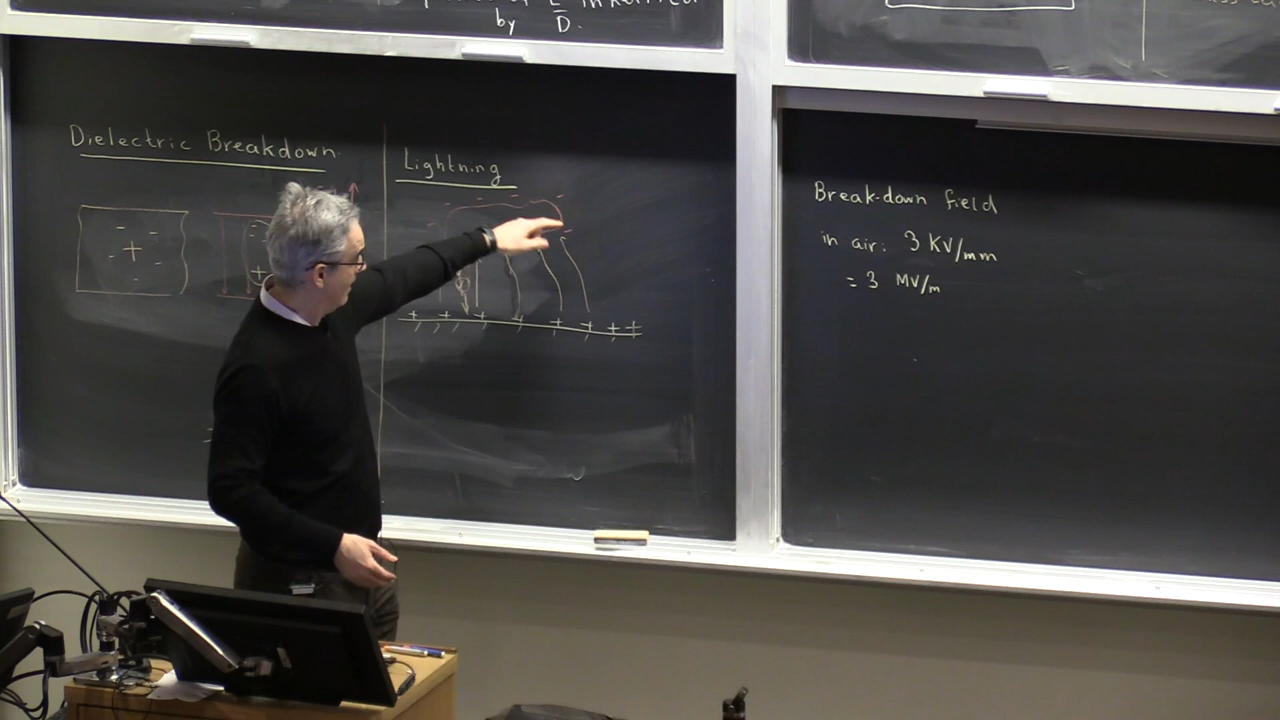 by D.
Dielectric Breakdown
Lightning
Break-down field
in air: 3 KV/mm
= 3 MV/m